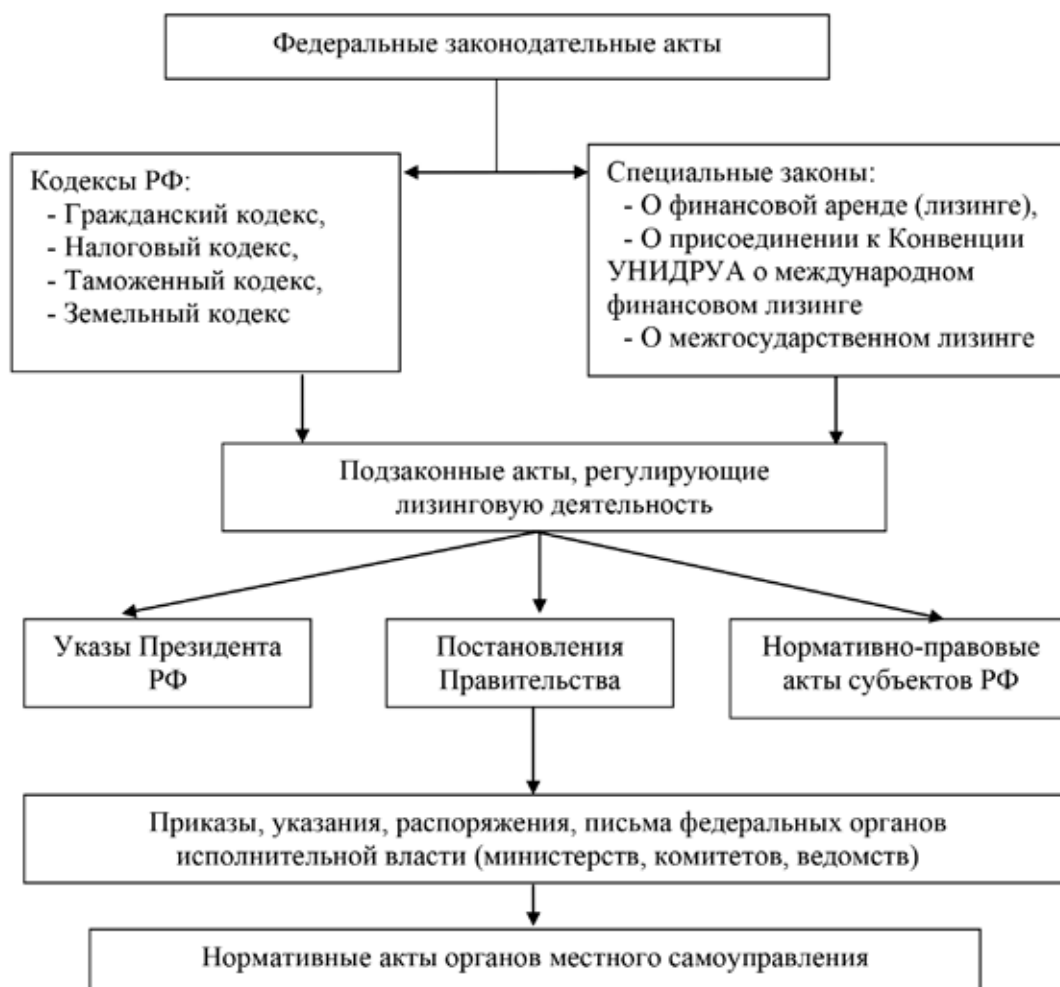 Федеральные законодательные акты
Кодексы РФ:
- Гражданский кодекс,
- Налоговый кодекс,
- Таможенный кодекс,
- Земельный кодекс
Специальные законы:
- О финансовой аренде (лизинге),
- О присоединении к Конвенции
УНИДРУА о международном
финансовом лизинге
- О межгосударственном лизинге
Подзаконные акты, регулирующие
лизинговую деятельность
Указы Президента
РФ
Постановления
Правительства
Нормативно-правовые
акты субъектов РФ
Приказы, указания, распоряжения, письма федеральных органов
исполнительной власти (министерств, комитетов, ведомств)
Нормативные акты органов местного самоуправления